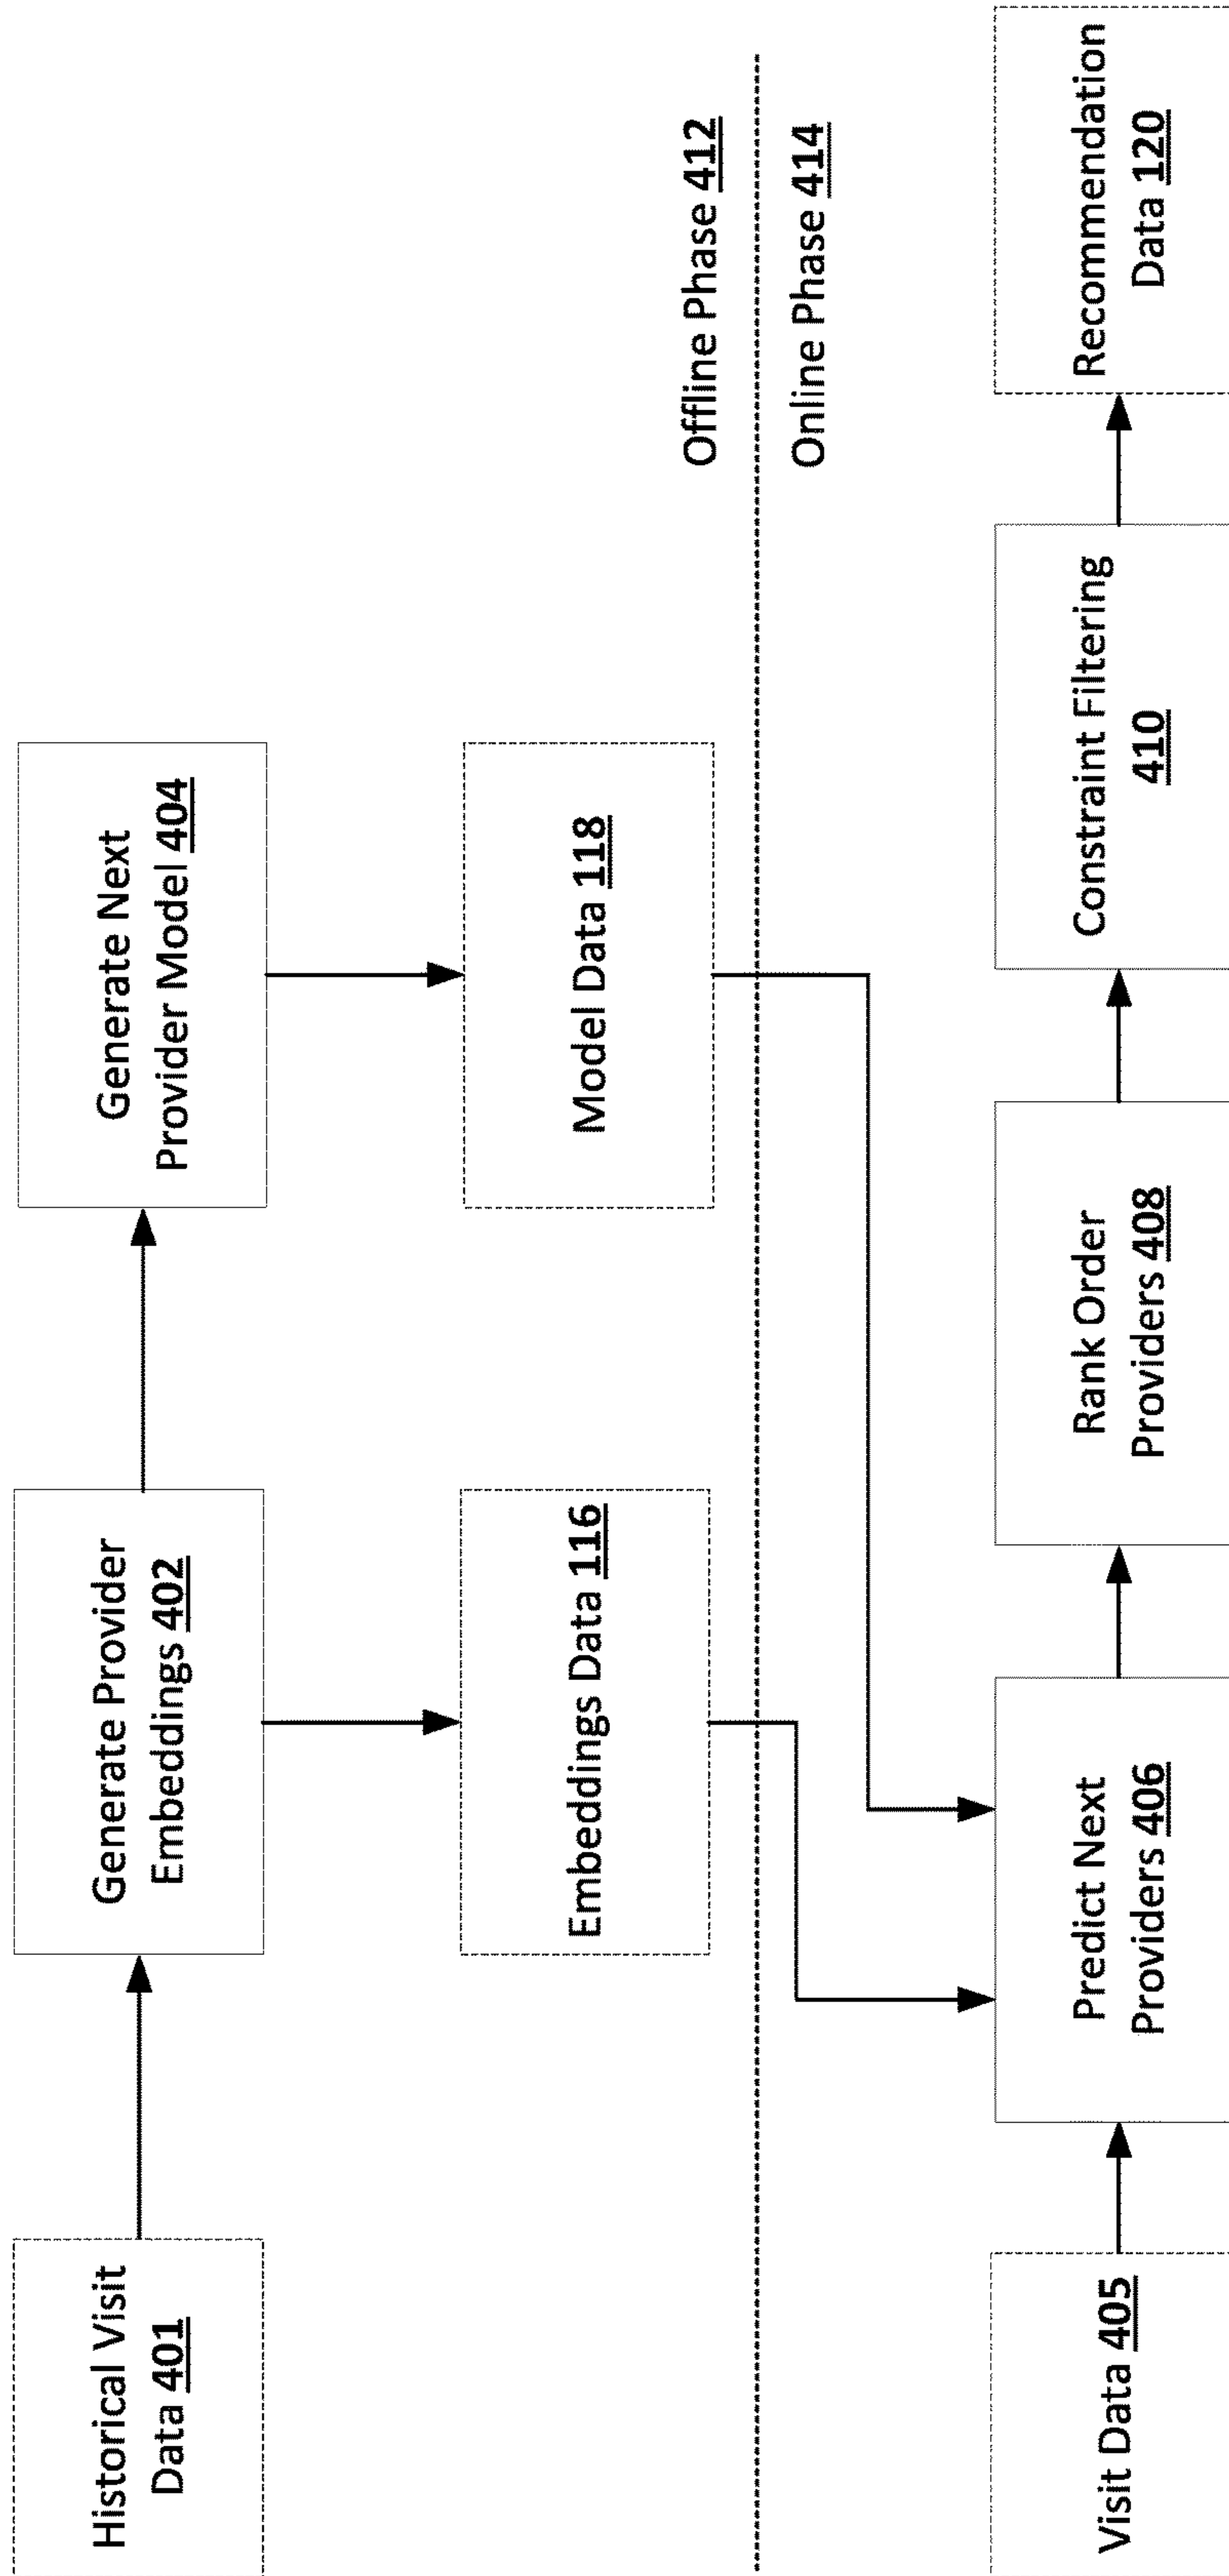 Historical Visit
Data 401
Generate Provider
Embeddings 402
Generate Next
Provider Model 404
Embeddings Data 116
Model Data 118
Offline Phase 412
Online Phase 414
Visit Data 405
Predict Next
Providers 406
Rank Order
Providers 408
Constraint Filtering
410
Recommendation
Data 120